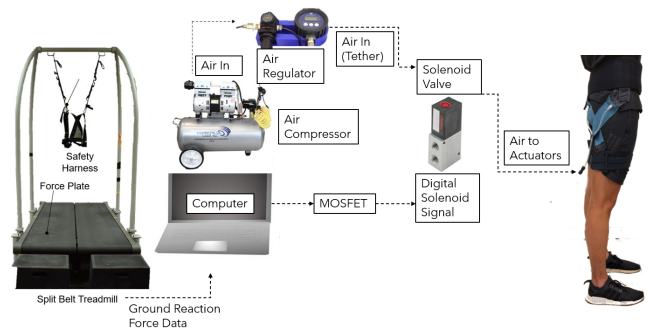 Air In
Air
Regulator
Air In
(Tether)
Solenoid
Valve
Air
Compressor
Air to
Actuators
Safety
Harness
Force Plate
Computer
MOSFET
Digital
Solenoid
Signal
Split Belt Treadmill
Ground Reaction
Force Data